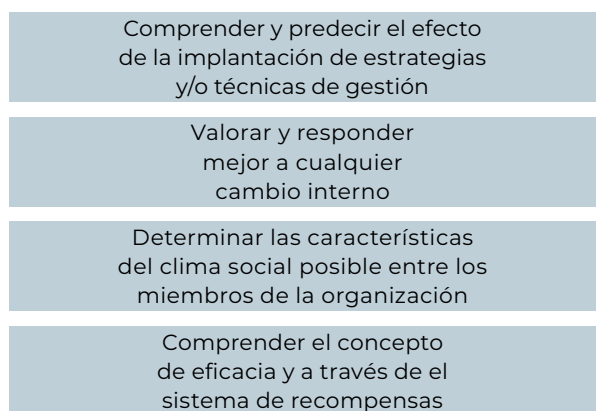 Comprender y predecir el efecto
de la implantación de estrategias
y/o técnicas de gestión
Valorar y responder
mejor a cualquier
cambio interno
Determinar las características
del clima social posible entre los
miembros de la organización
Comprender el concepto
de eficacia y a través de el
sistema de recompensas